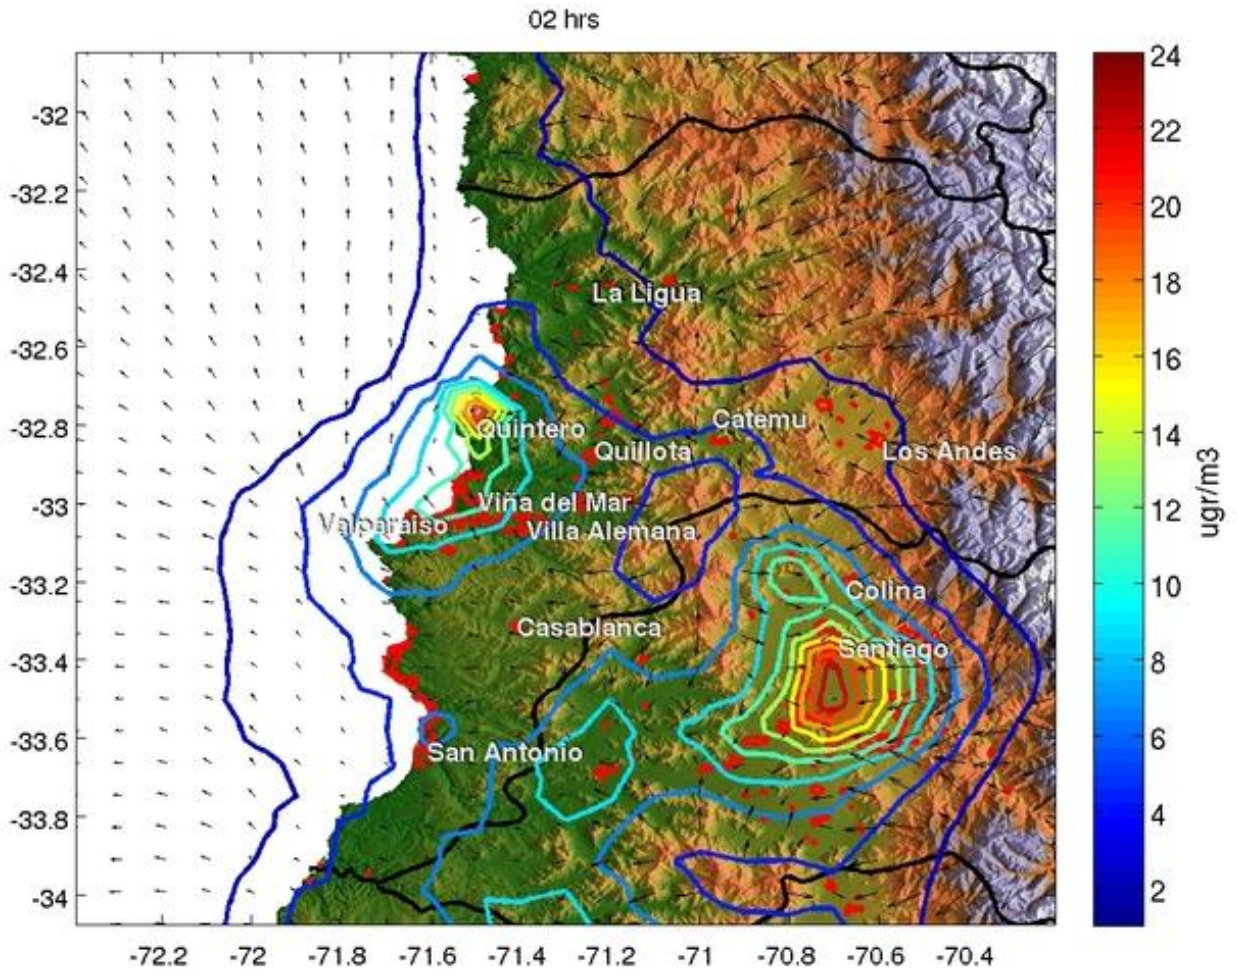 02 hrs
-32
-32.2
-32.4
-32.6
-32.8
-33
-33.2
-33.4
-33.6
-33.8
-34
La Ligua
Catemu
Quintero
Quillota
Los Andes
Viña del Mar
Valparaiso
Villa Alemana
Colina
Casablanca
Santiago
San Antonio
-72.2 -72 -71.8 -71.6 -71.4 -71.2 -71 -70.8 -70.6 -70.4
24
22
20
18
16
14
12
10
8
6
4
2
ugr/m3